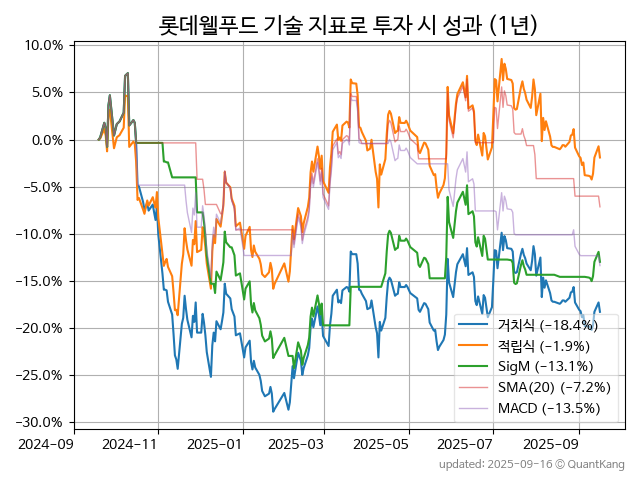 롯데웰푸드 기술 지표로 투자 시 성과 (1년)
10.0%
5.0%
0.0%
−5.0%
−10.0%
−15.0%
−20.0%
−25.0%
−30.0%
거치식 (−18.4%)
적립식 (−1.9%)
SigM (−13.1%)
SMA(20) (−7.2%)
MACD (−13.5%)
2024-09 2024-11 2025-01 2025-03 2025-05 2025-07 2025-09
updated: 2025-09-16 © QuantKang